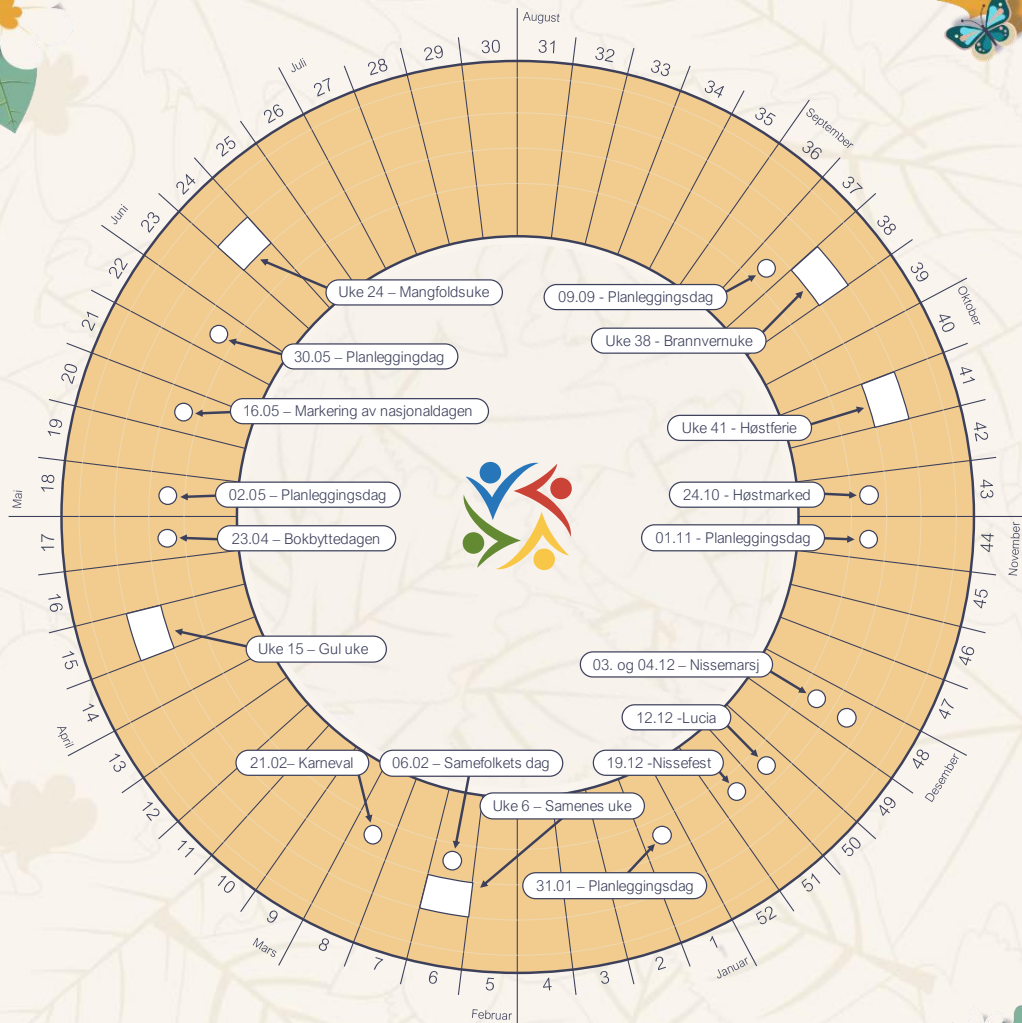 August
31
32
33
34
35
September
36
37
38
39
Oktober
40
41
42
43
November
44
45
46
47
Desember
48
49
50
51
52
Januar
1
2
3
4
Februar
5
6
7
8
Mars
9
10
11
12
13
April
14
15
16
17
Mai
18
19
20
21
22
Juni
23
24
25
26
Juli
27
28
29
30
09.09 - Planleggingsdag
Uke 38 - Brannvernuke
Uke 41 - Høstferie
24.10 - Høstmarked
01.11 - Planleggingsdag
03. og 04.12 – Nissemarsj
12.12 -Lucia
19.12 -Nissefest
31.01 – Planleggingsdag
Uke 6 – Samenes uke
06.02 – Samefolkets dag
21.02– Karneval
Uke 15 – Gul uke
23.04 – Bokbyttedagen
02.05 – Planleggingsdag
16.05 – Markering av nasjonaldagen
30.05 – Planleggingdag
Uke 24 – Mangfoldsuke